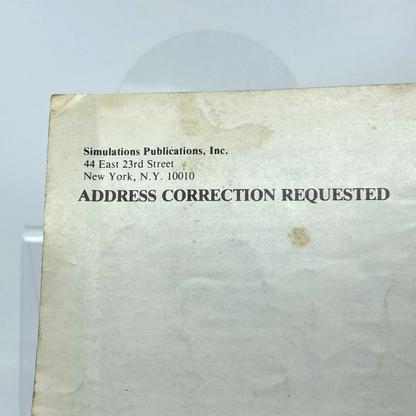 Simulations Publications, Inc.
44 East 23rd Street
New York, N.Y. 10010
ADDRESS CORRECTION REQUESTED